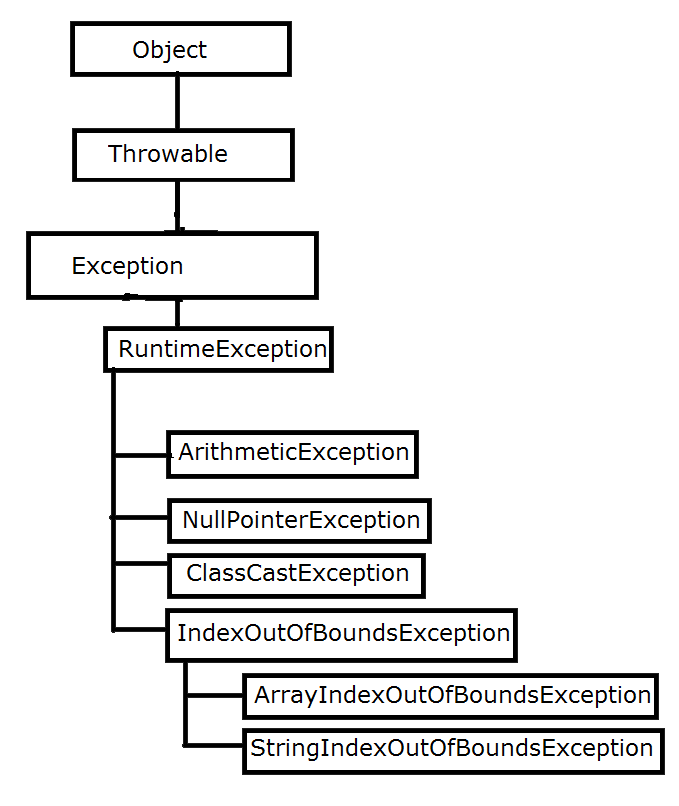 Object
Throwable
Exception
RuntimeException
ArithmeticException
NullPointerException
ClassCastException
IndexOutOfBoundsException
ArrayIndexOutOfBoundsException
StringIndexOutOfBoundsException